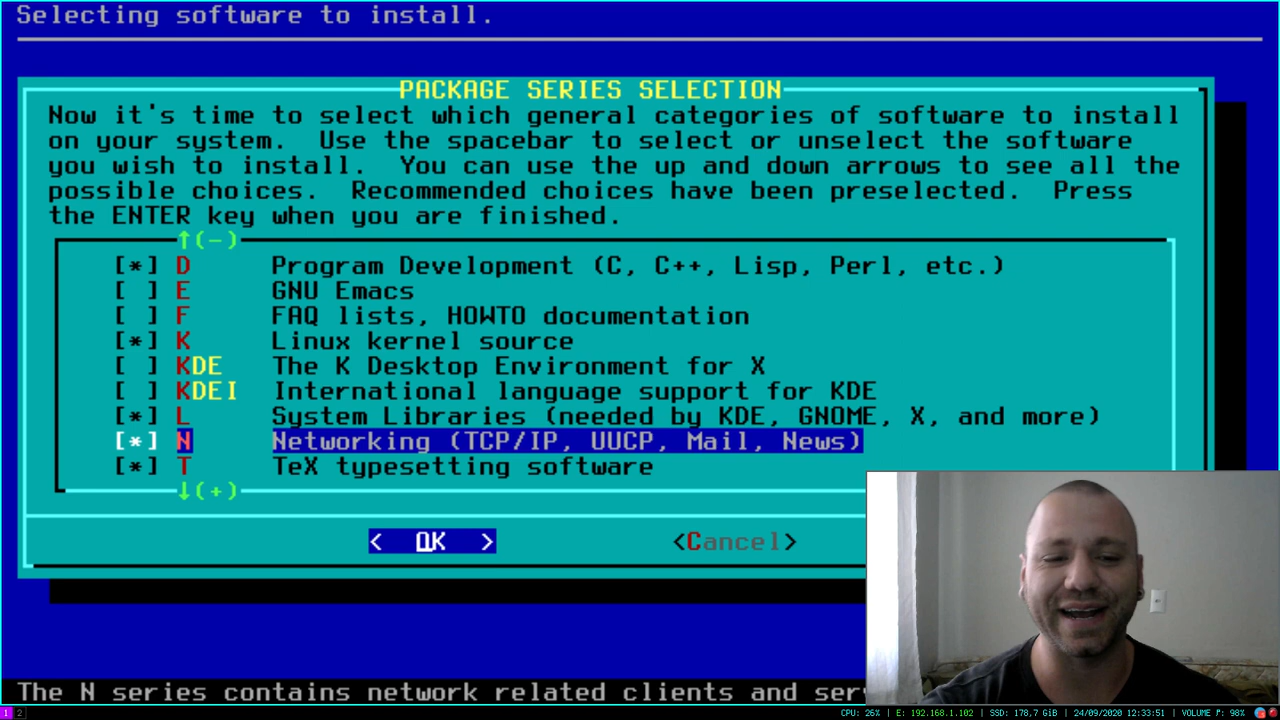 Selecting software to install.
PACKAGE SERIES SELECTION
Now it's time to select which general categories of software to install
on your system.  Use the spacebar to select or unselect the software
you wish to install.  You can use the up and down arrows to see all the
possible choices.  Recommended choices have been preselected.  Press
the ENTER key when you are finished.
↑(-)
[*] D Program Development (C, C++, Lisp, Perl, etc.)
[ ] E GNU Emacs
[ ] F FAQ lists, HOWTO documentation
[*] K Linux kernel source
[ ] KDE The K Desktop Environment for X
[ ] KDEI International language support for KDE
[*] L System Libraries (needed by KDE, GNOME, X, and more)
[*] N Networking (TCP/IP, UUCP, Mail, News)
[*] T TeX typesetting software
↓(+)
< OK > <Cancel>
The N series contains network related clients and ser
1 2 CPU: 26% | E: 192.168.1.102 | SSD: 178,7 GiB | 24/09/2020 12:33:51 | VOLUME P: 98%